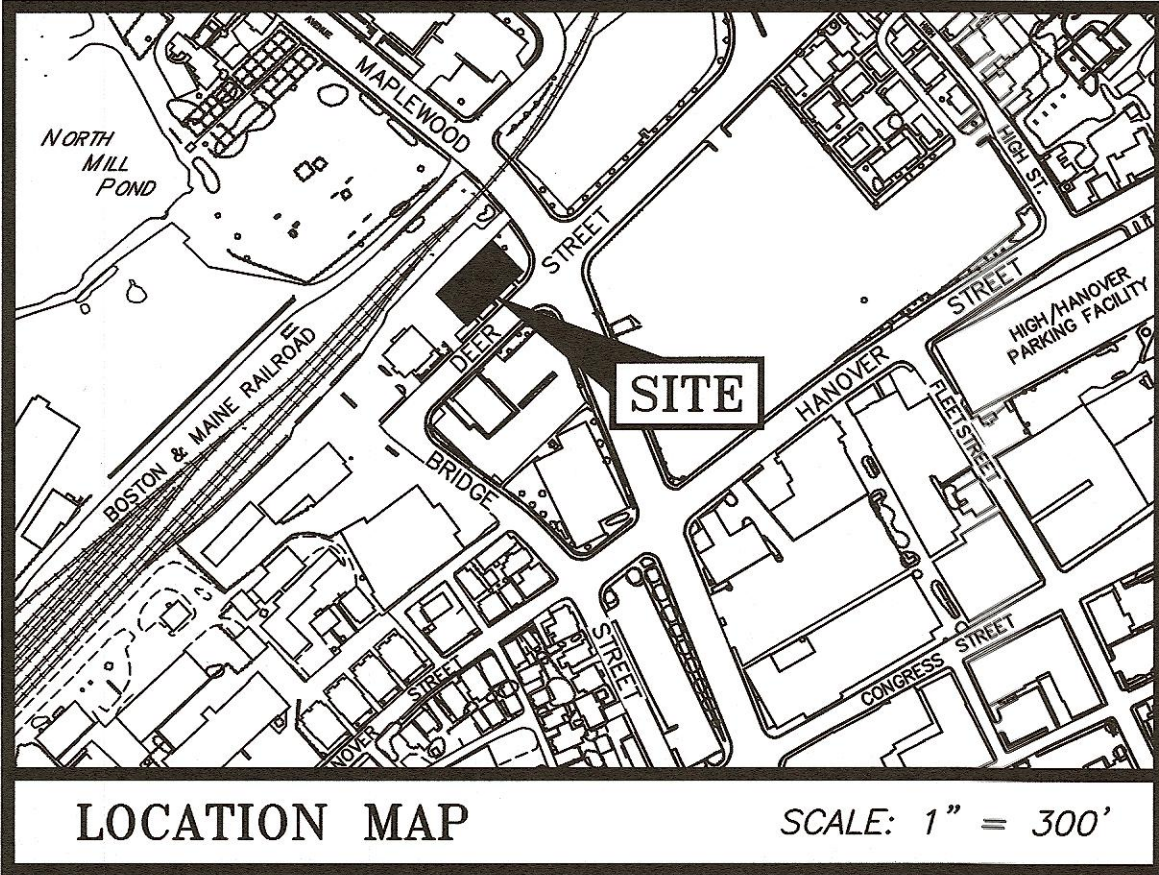 AVENUE
MAPLEWOOD
NORTH
MILL
POND
HIGH ST.
STREET
STREET
HIGH/HANOVER
PARKING FACILITY
DEER
BOSTON & MAINE RAILROAD
SITE
HANOVER
FLEET STREET
BRIDGE
STREET
STREET
CONGRESS STREET
NOVER
LOCATION MAP
SCALE: 1" = 300'